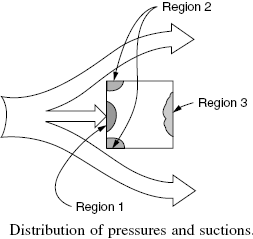 Region 2
Region 3
Region 1
Distribution of pressures and suctions.